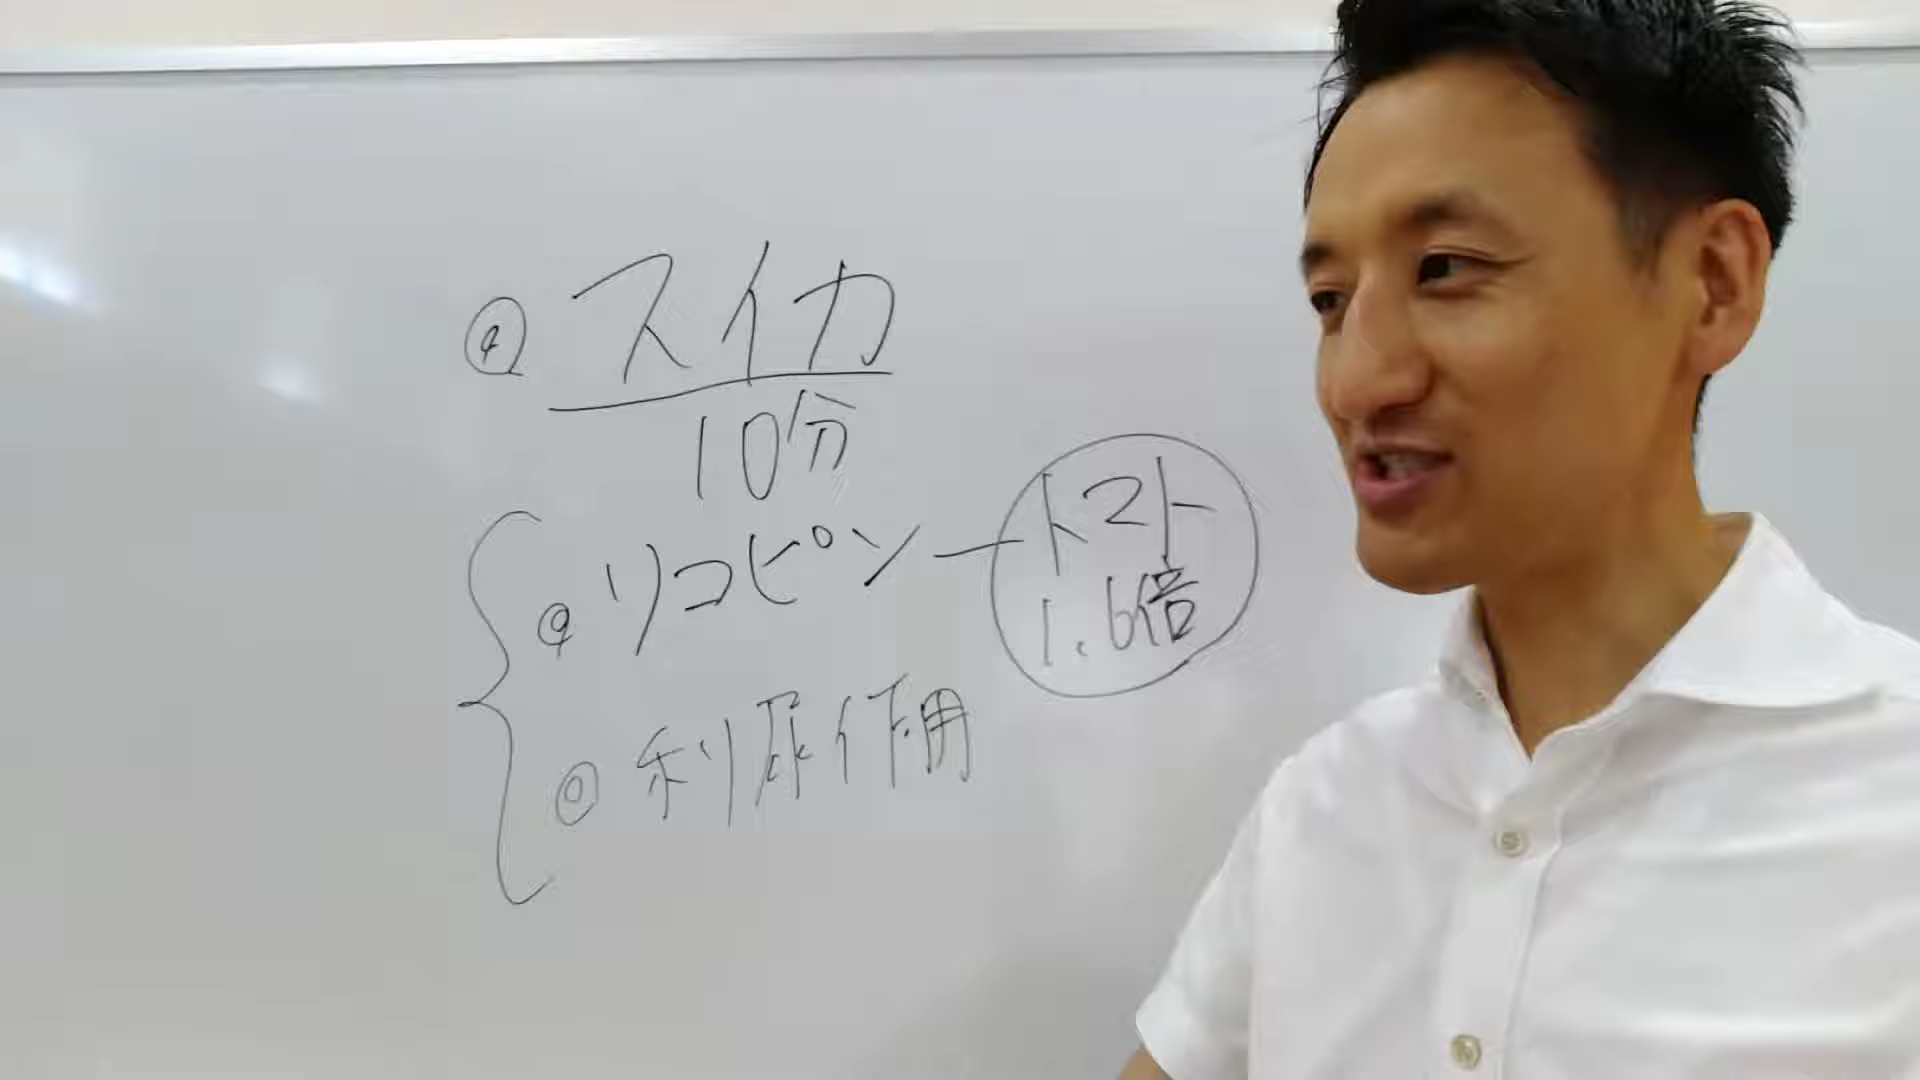 スイカ
10分
リコピン
トマト
1.6倍
利尿作用